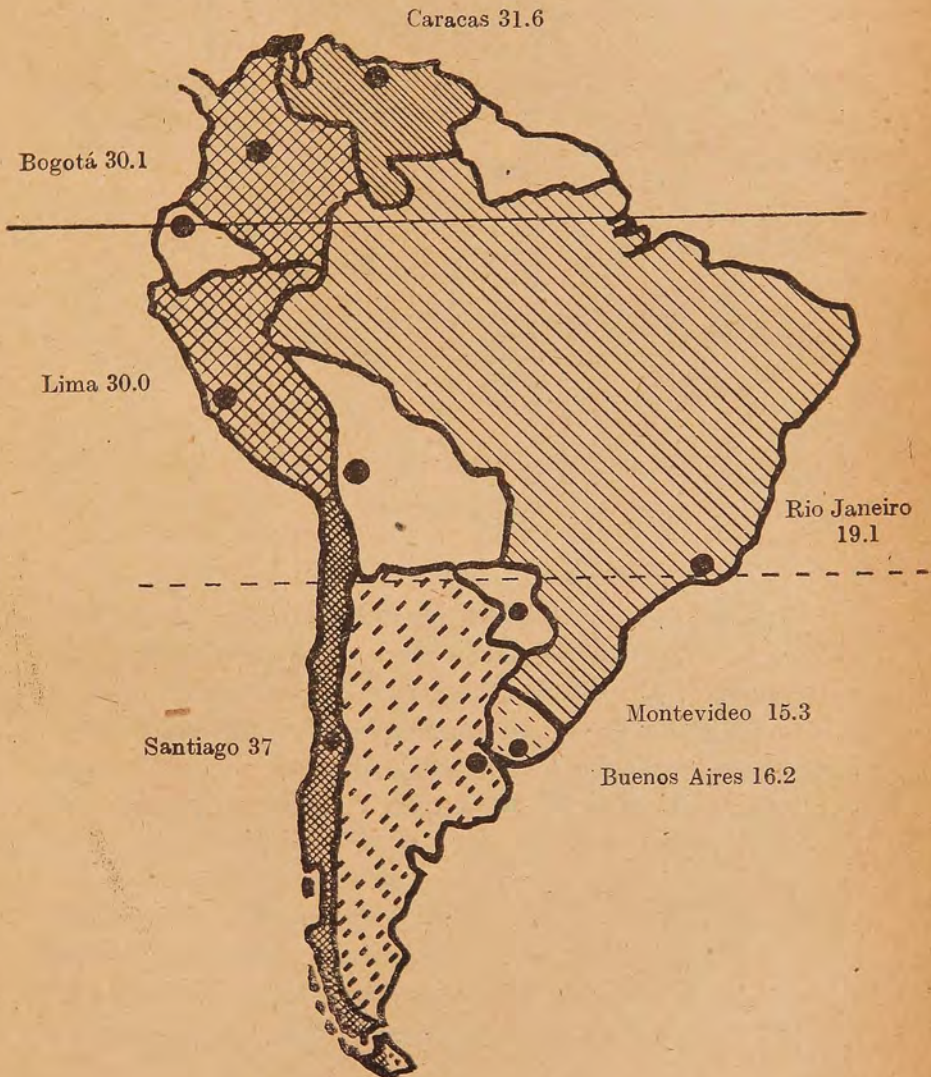 Caracas 31.6
Bogotá 30.1
Lima 30.0
Rio Janeiro
19.1
Montevideo 15.3
Santiago 37
Buenos Aires 16.2